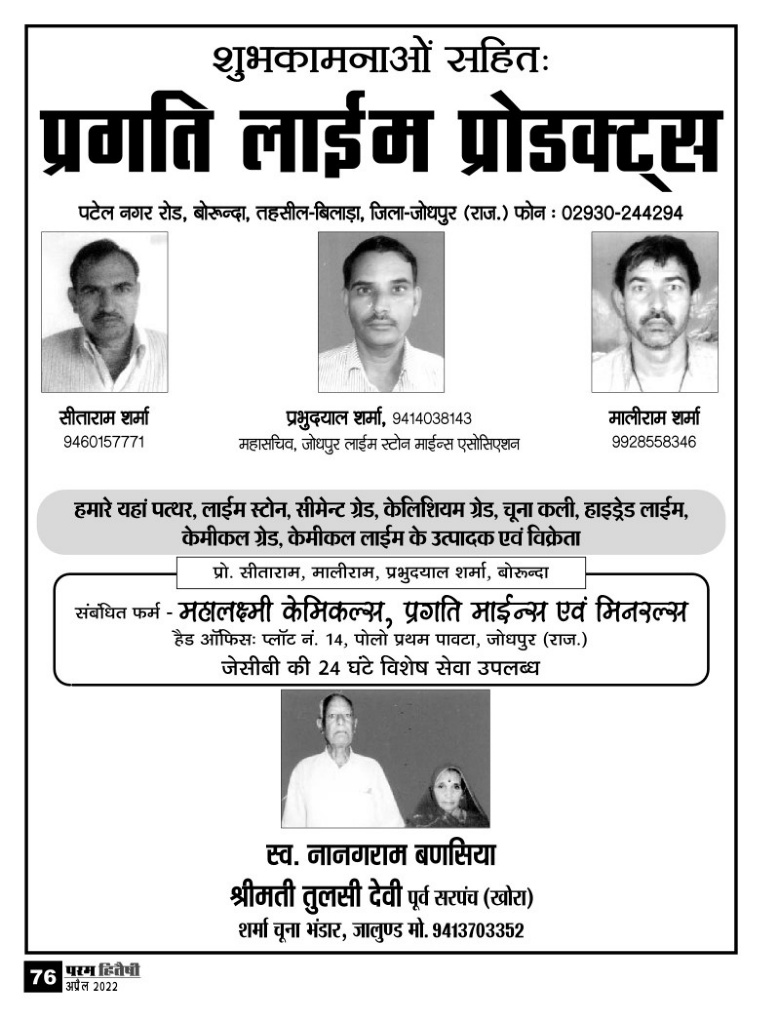 शुभकामनाओं सहितः
प्रगति लाईम प्रोडक्ट्स
पटेल नगर रोड, बोरून्दा, तहसील-बिलाड़ा, जिला-जोधपुर (राज.) फोन : 02930-244294
सीताराम शर्मा
9460157771
प्रभुदयाल शर्मा, 9414038143
महासचिव, जोधपुर लाईम स्टोन माईन्स एसोसिएशन
मालीराम शर्मा
9928558346
हमारे यहां पत्थर, लाईम स्टोन, सीमेन्ट ग्रेड, केलिशियम ग्रेड, चूना कली, हाइड्रेड लाईम,
केमीकल ग्रेड, केमीकल लाईम के उत्पादक एवं विक्रेता
प्रो. सीताराम, मालीराम, प्रभुदयाल शर्मा, बोरून्दा
संबंधित फर्म - महालक्ष्मी केमिकल्स, प्रगति माईन्स एवं मिनरल्स
हैड ऑफिसः प्लॉट नं. 14, पोलो प्रथम पावटा, जोधपुर (राज.)
जेसीबी की 24 घंटे विशेष सेवा उपलब्ध
स्व. नानगराम बणसिया
श्रीमती तुलसी देवी पूर्व सरपंच (खोरा)
शर्मा चूना भंडार, जालुण्ड मो. 9413703352
76 परम हितैषी
अप्रैल 2022